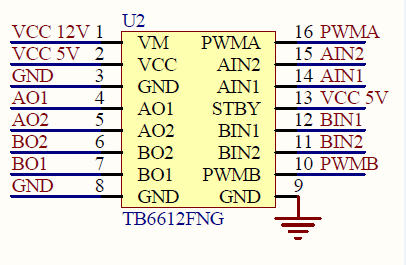 U2
VCC 12V 1 VM PWMA 16 PWMA
VCC 5V 2 VCC AIN2 15 AIN2
GND 3 GND AIN1 14 AIN1
AO1 4 AO1 STBY 13 VCC 5V
AO2 5 AO2 BIN1 12 BIN1
BO2 6 BO2 BIN2 11 BIN2
BO1 7 BO1 PWMB 10 PWMB
GND 8 GND GND 9
TB6612FNG